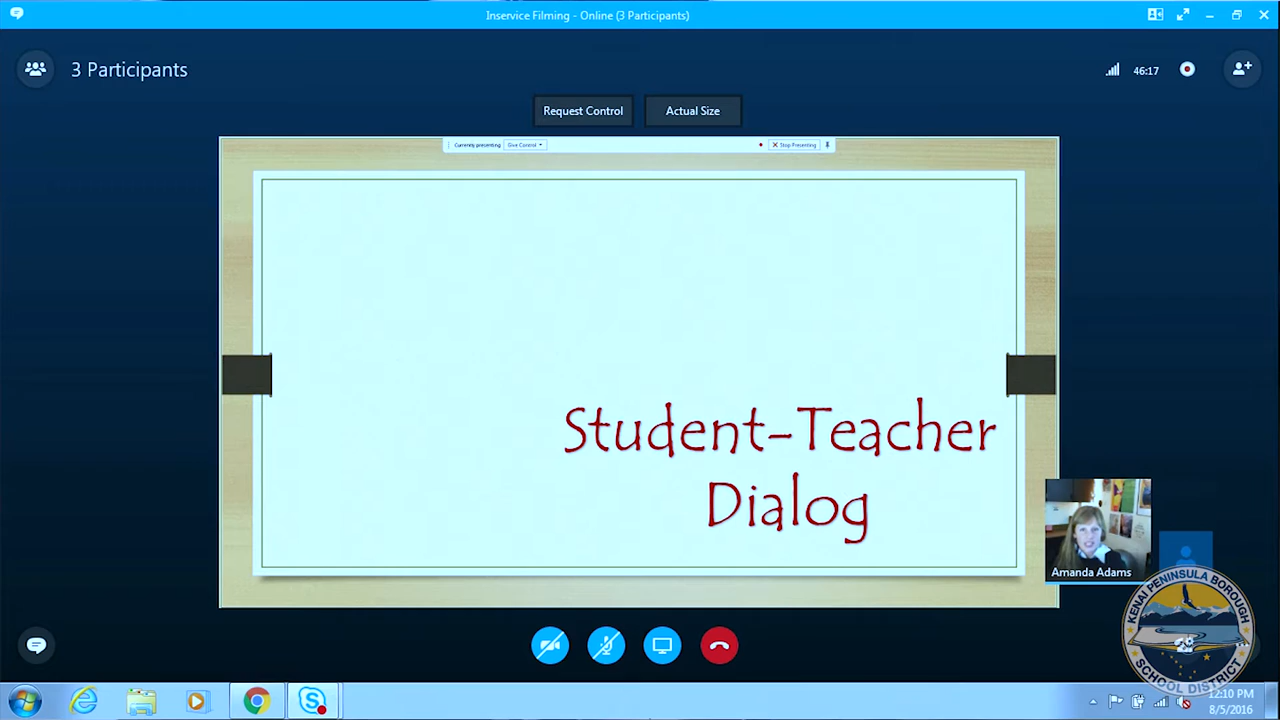 Inservice Filming - Online (3 Participants)
3 Participants
46:17
Request Control
Actual Size
Currently presenting
Give Control
Stop Presenting
Student-Teacher
Dialog
Amanda Adams
KENAI PENINSULA BOROUGH
SCHOOL DISTRICT
12:10 PM
8/5/2016